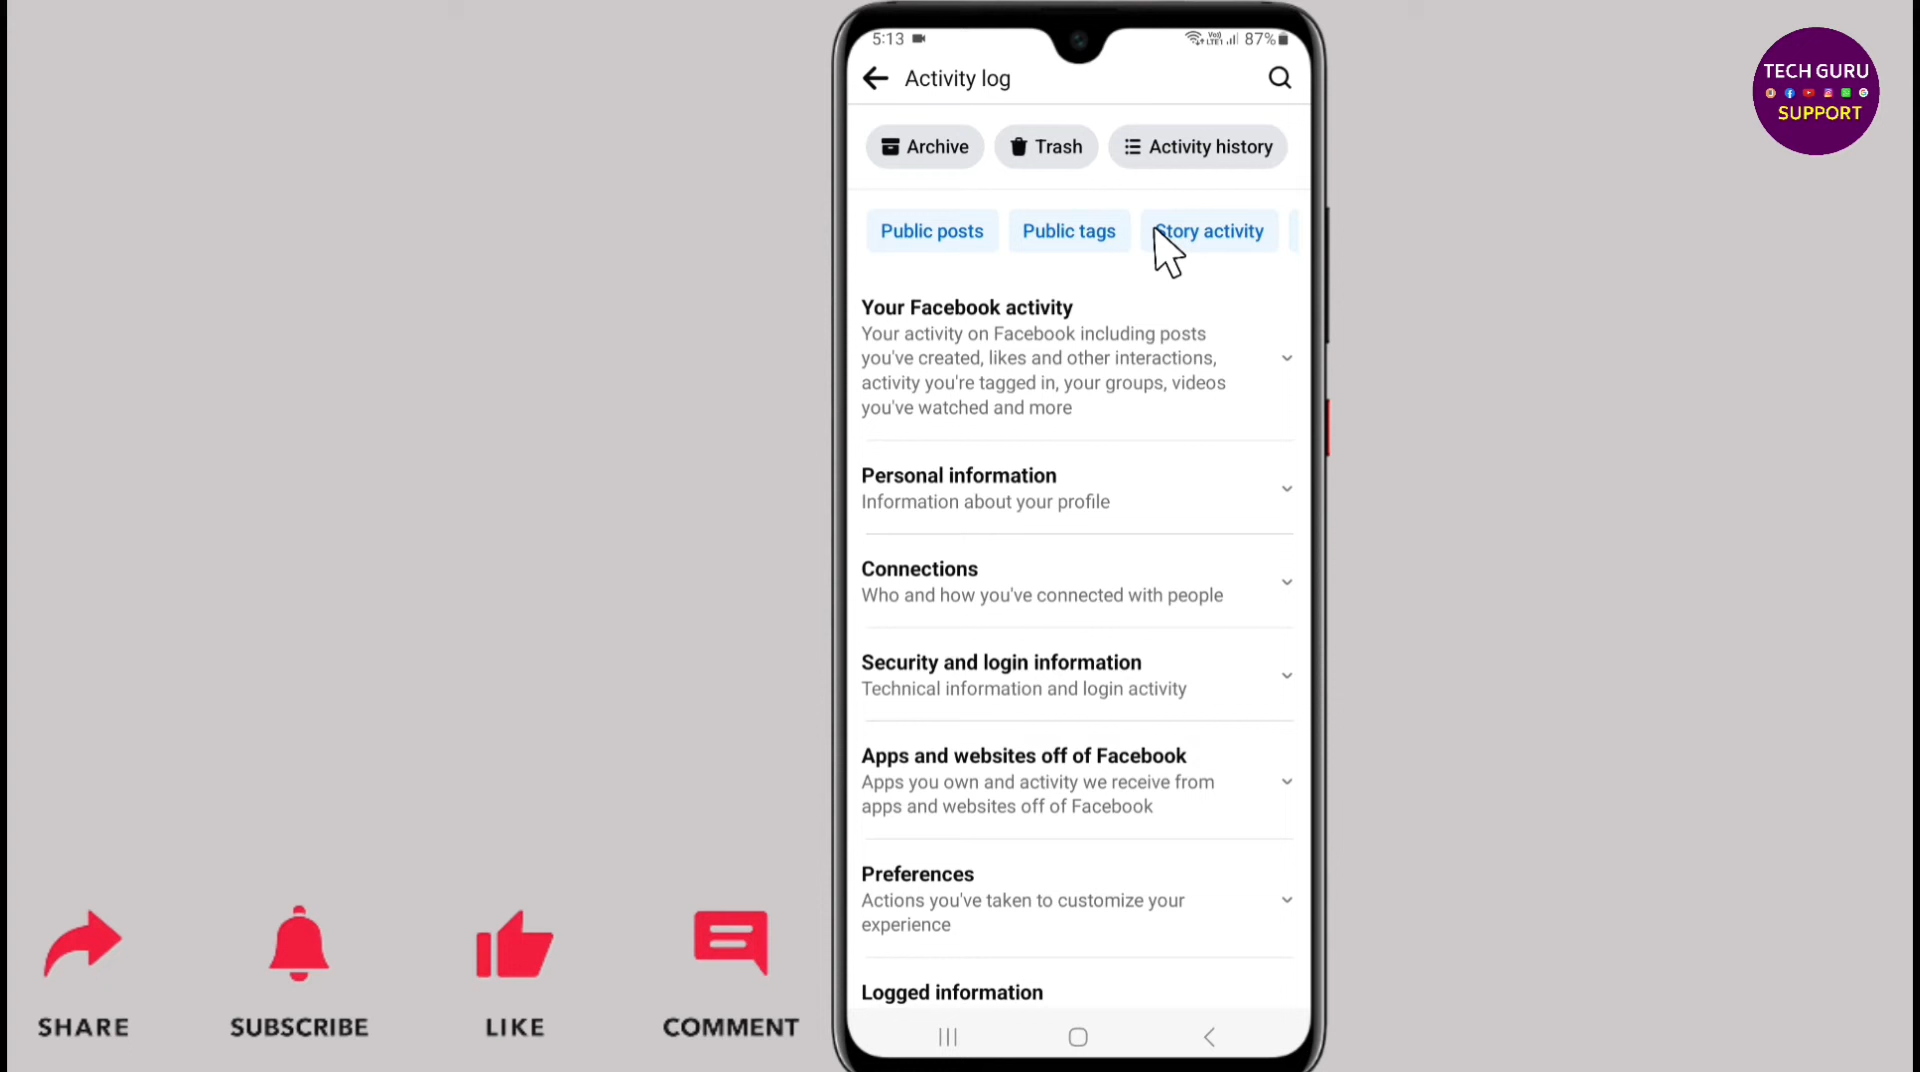 5:13
87%
Activity log
Archive
Trash
Activity history
Public posts
Public tags
Story activity
Your Facebook activity
Your activity on Facebook including posts
you've created, likes and other interactions,
activity you're tagged in, your groups, videos
you've watched and more
Personal information
Information about your profile
Connections
Who and how you've connected with people
Security and login information
Technical information and login activity
Apps and websites off of Facebook
Apps you own and activity we receive from
apps and websites off of Facebook
Preferences
Actions you've taken to customize your
experience
Logged information
TECH GURU
SUPPORT
SHARE
SUBSCRIBE
LIKE
COMMENT